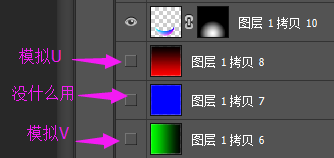 图层 1 拷贝 10
模拟U
图层 1 拷贝 8
没什么用
图层 1 拷贝 7
模拟V
图层 1 拷贝 6